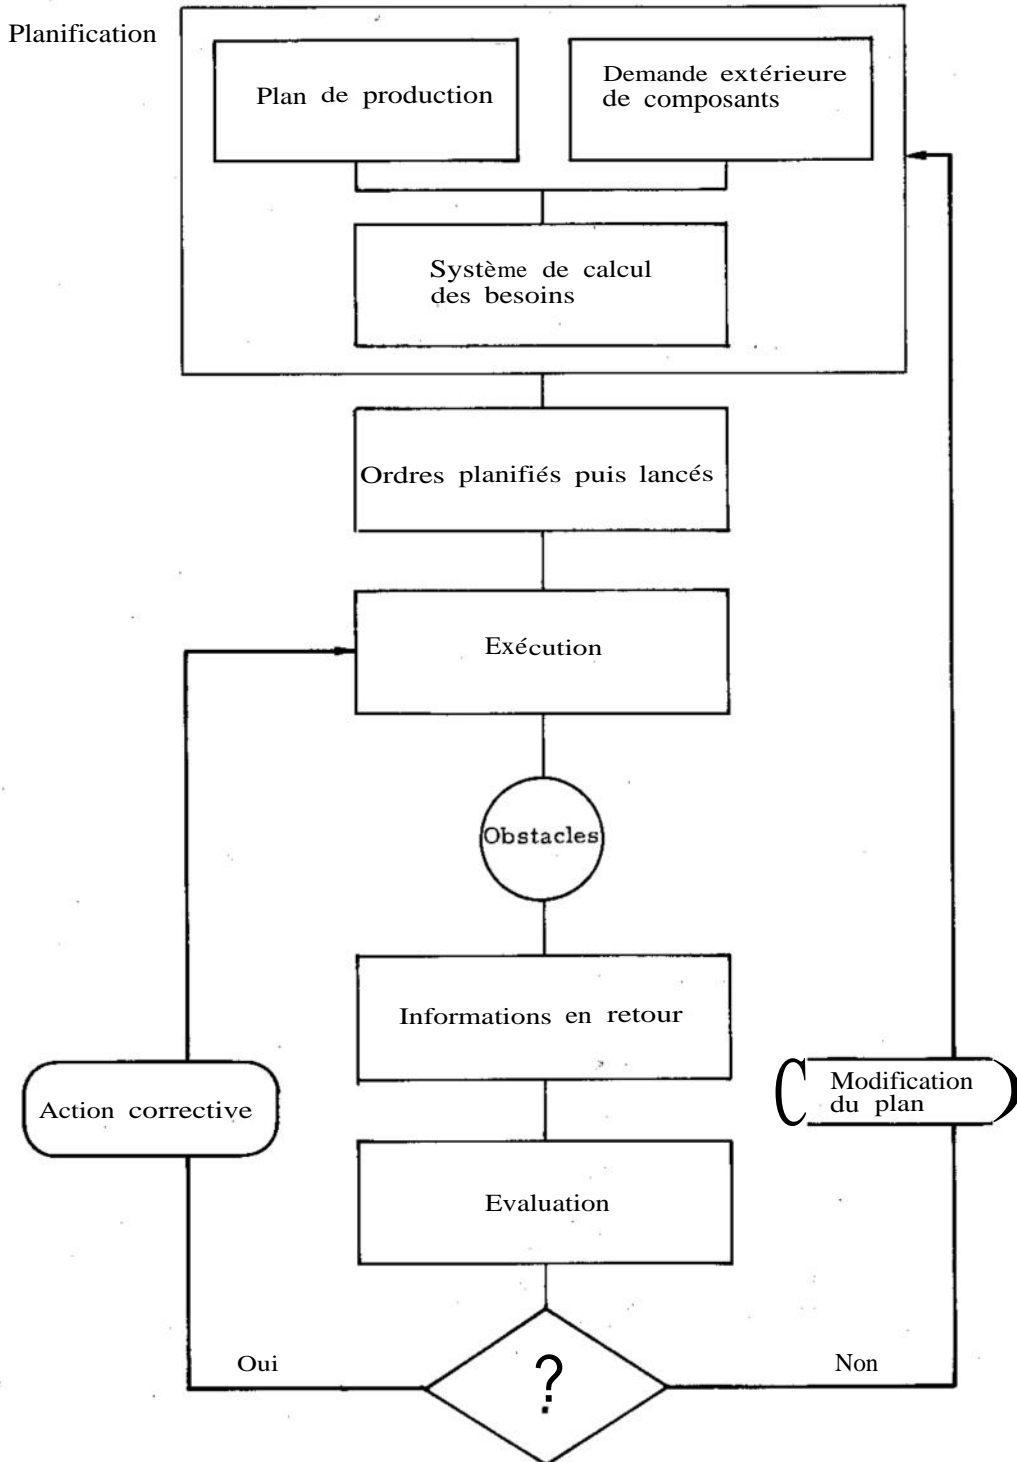 Planification
Plan de production
Demande extérieure
de composants
Système de calcul
des besoins
Ordres planifiés puis lancés
Exécution
Obstacles
Informations en retour
Action corrective
Modification
du plan
Evaluation
Oui
?
Non